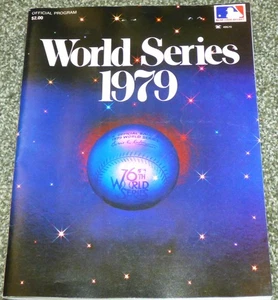 OFFICIAL PROGRAM
$2.00
World Series
1979
76TH
WORLD
SERIES